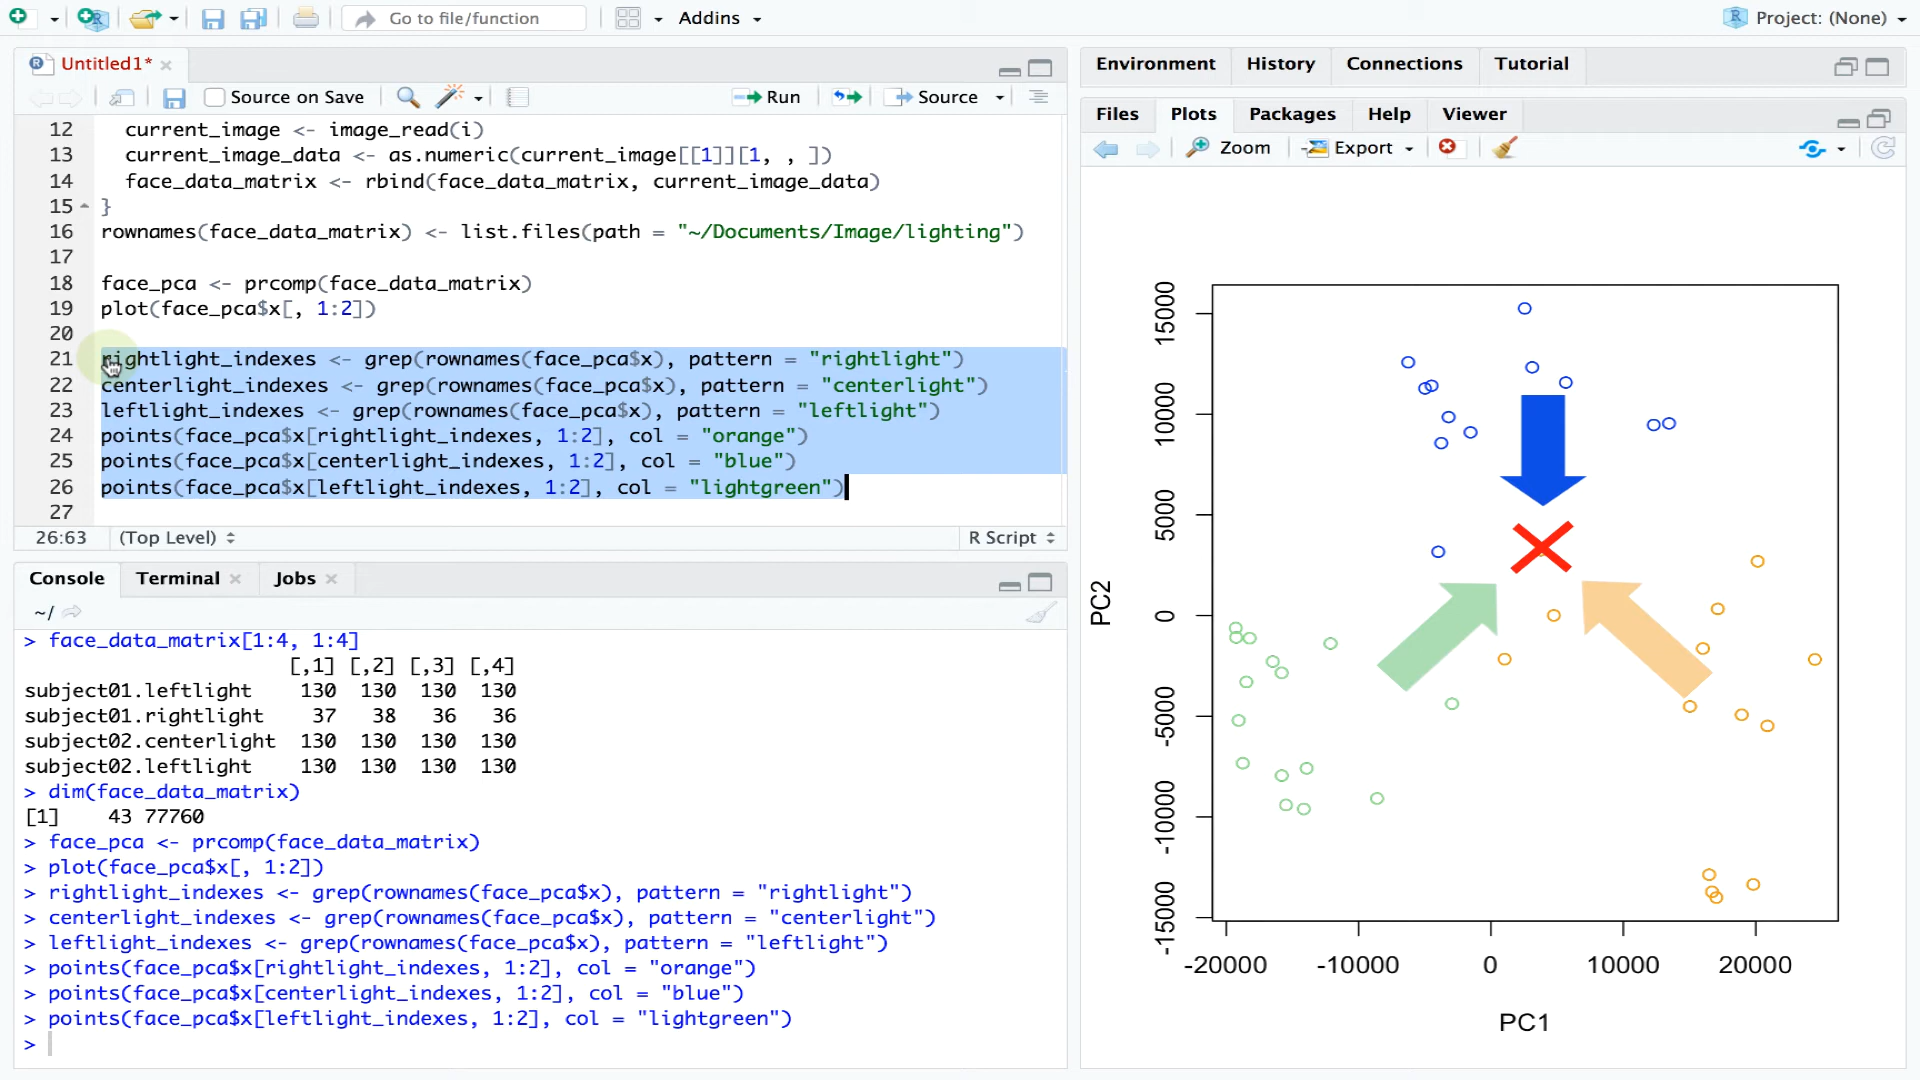 Go to file/function
Addins
Project: (None)
Untitled1*
Source on Save
Run
Source
12 current_image <- image_read(i)
13 current_image_data <- as.numeric(current_image[[1]][1, , ])
14 face_data_matrix <- rbind(face_data_matrix, current_image_data)
15 }
16 rownames(face_data_matrix) <- list.files(path = "~/Documents/Image/lighting")
17
18 face_pca <- prcomp(face_data_matrix)
19 plot(face_pca$x[, 1:2])
20
21 rightlight_indexes <- grep(rownames(face_pca$x), pattern = "rightlight")
22 centerlight_indexes <- grep(rownames(face_pca$x), pattern = "centerlight")
23 leftlight_indexes <- grep(rownames(face_pca$x), pattern = "leftlight")
24 points(face_pca$x[rightlight_indexes, 1:2], col = "orange")
25 points(face_pca$x[centerlight_indexes, 1:2], col = "blue")
26 points(face_pca$x[leftlight_indexes, 1:2], col = "lightgreen")
27
26:63 (Top Level) R Script
Console Terminal Jobs
~/
> face_data_matrix[1:4, 1:4]
[,1] [,2] [,3] [,4]
subject01.leftlight 130 130 130 130
subject01.rightlight 37 38 36 36
subject02.centerlight 130 130 130 130
subject02.leftlight 130 130 130 130
> dim(face_data_matrix)
[1] 43 77760
> face_pca <- prcomp(face_data_matrix)
> plot(face_pca$x[, 1:2])
> rightlight_indexes <- grep(rownames(face_pca$x), pattern = "rightlight")
> centerlight_indexes <- grep(rownames(face_pca$x), pattern = "centerlight")
> leftlight_indexes <- grep(rownames(face_pca$x), pattern = "leftlight")
> points(face_pca$x[rightlight_indexes, 1:2], col = "orange")
> points(face_pca$x[centerlight_indexes, 1:2], col = "blue")
> points(face_pca$x[leftlight_indexes, 1:2], col = "lightgreen")
>
Environment History Connections Tutorial
Files Plots Packages Help Viewer
Zoom Export
15000
10000
5000
0
-5000
-10000
-15000
PC2
-20000 -10000 0 10000 20000
PC1